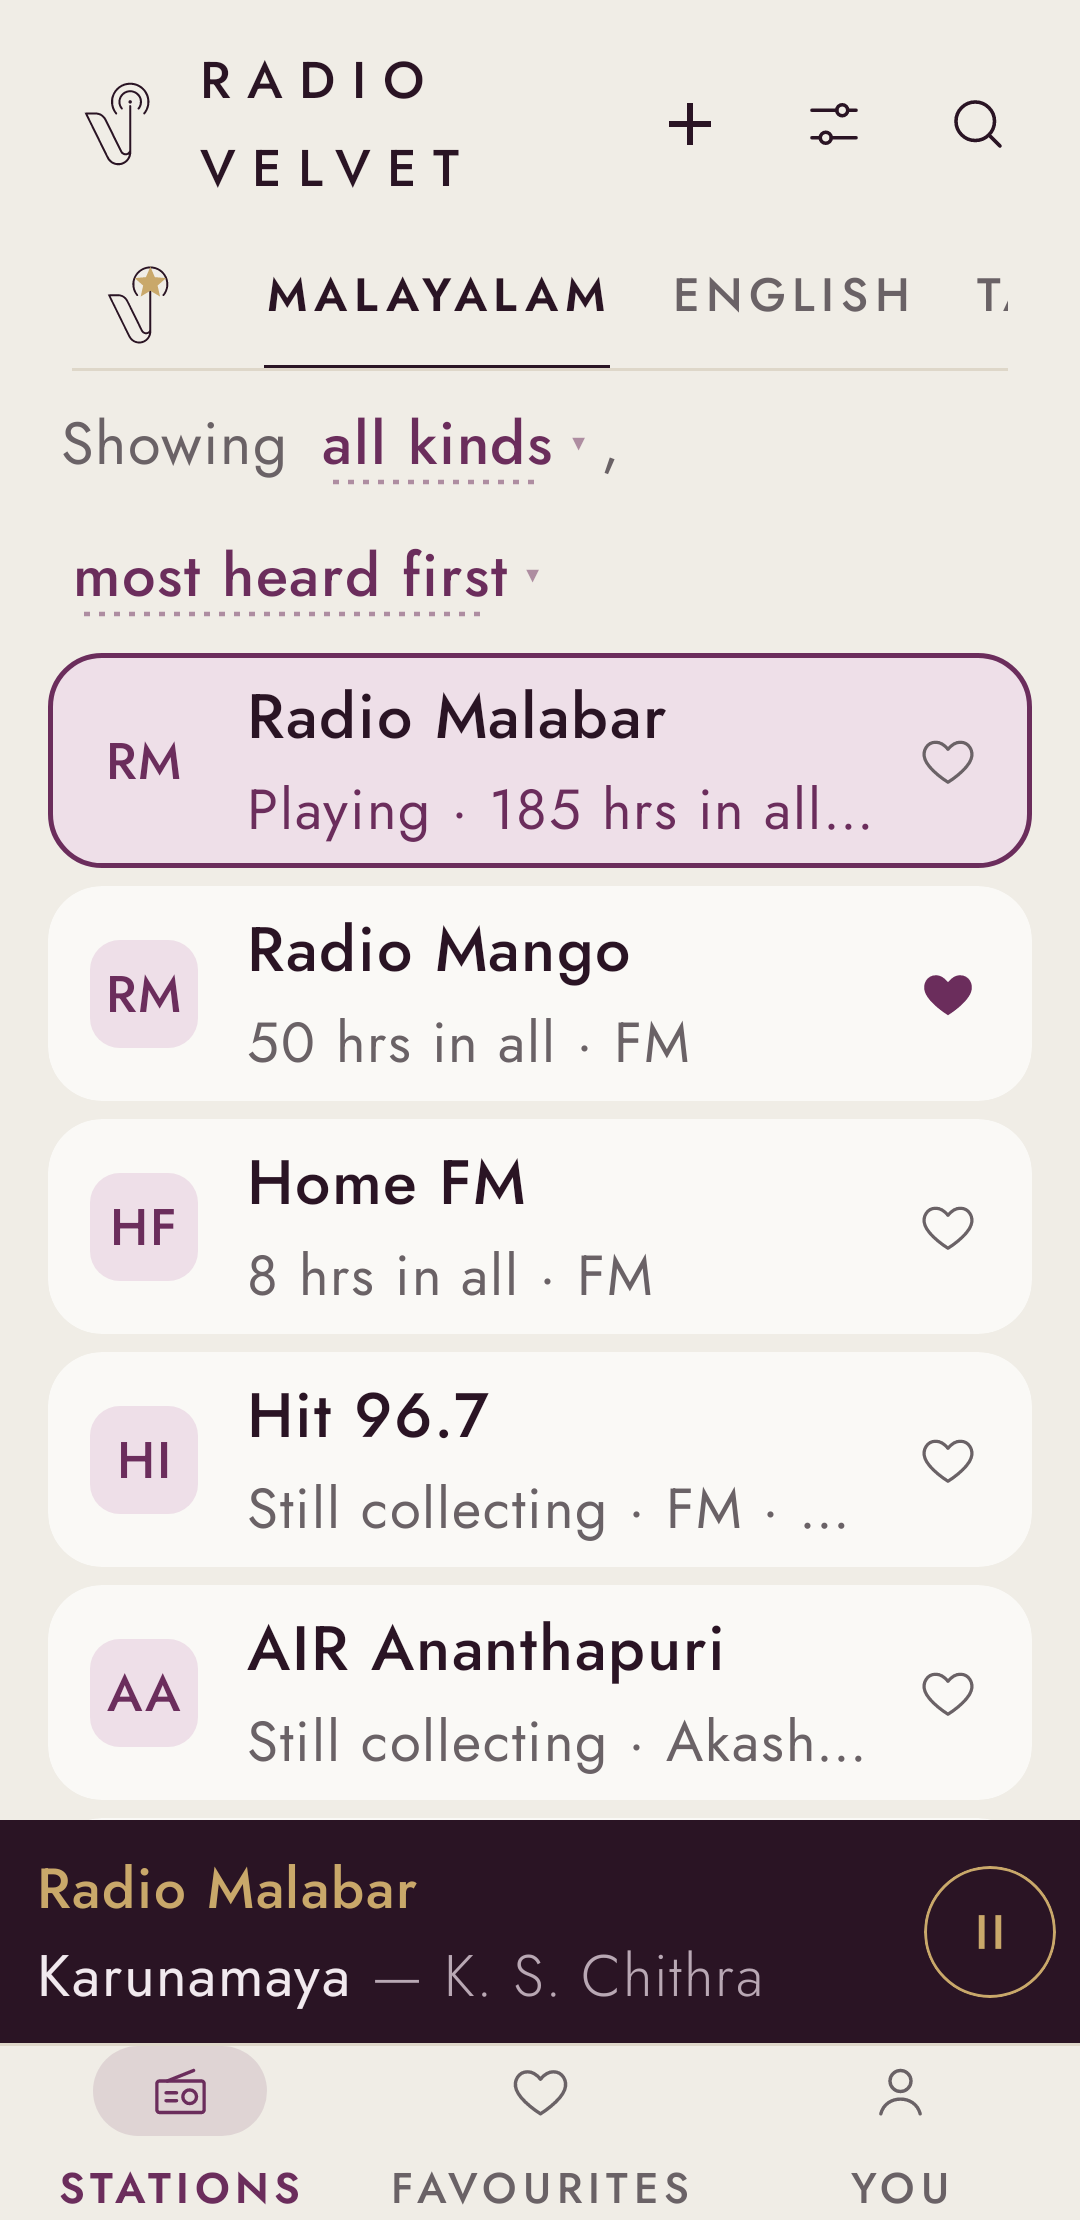 RADIO
VELVET
MALAYALAM ENGLISH
Showing all kinds ,
most heard first
RM
Radio Malabar
Playing · 185 hrs in all...
RM
Radio Mango
50 hrs in all · FM
HF
Home FM
8 hrs in all · FM
HI
Hit 96.7
Still collecting · FM · ...
AA
AIR Ananthapuri
Still collecting · Akash...
Radio Malabar
Karunamaya — K. S. Chithra
STATIONS FAVOURITES YOU